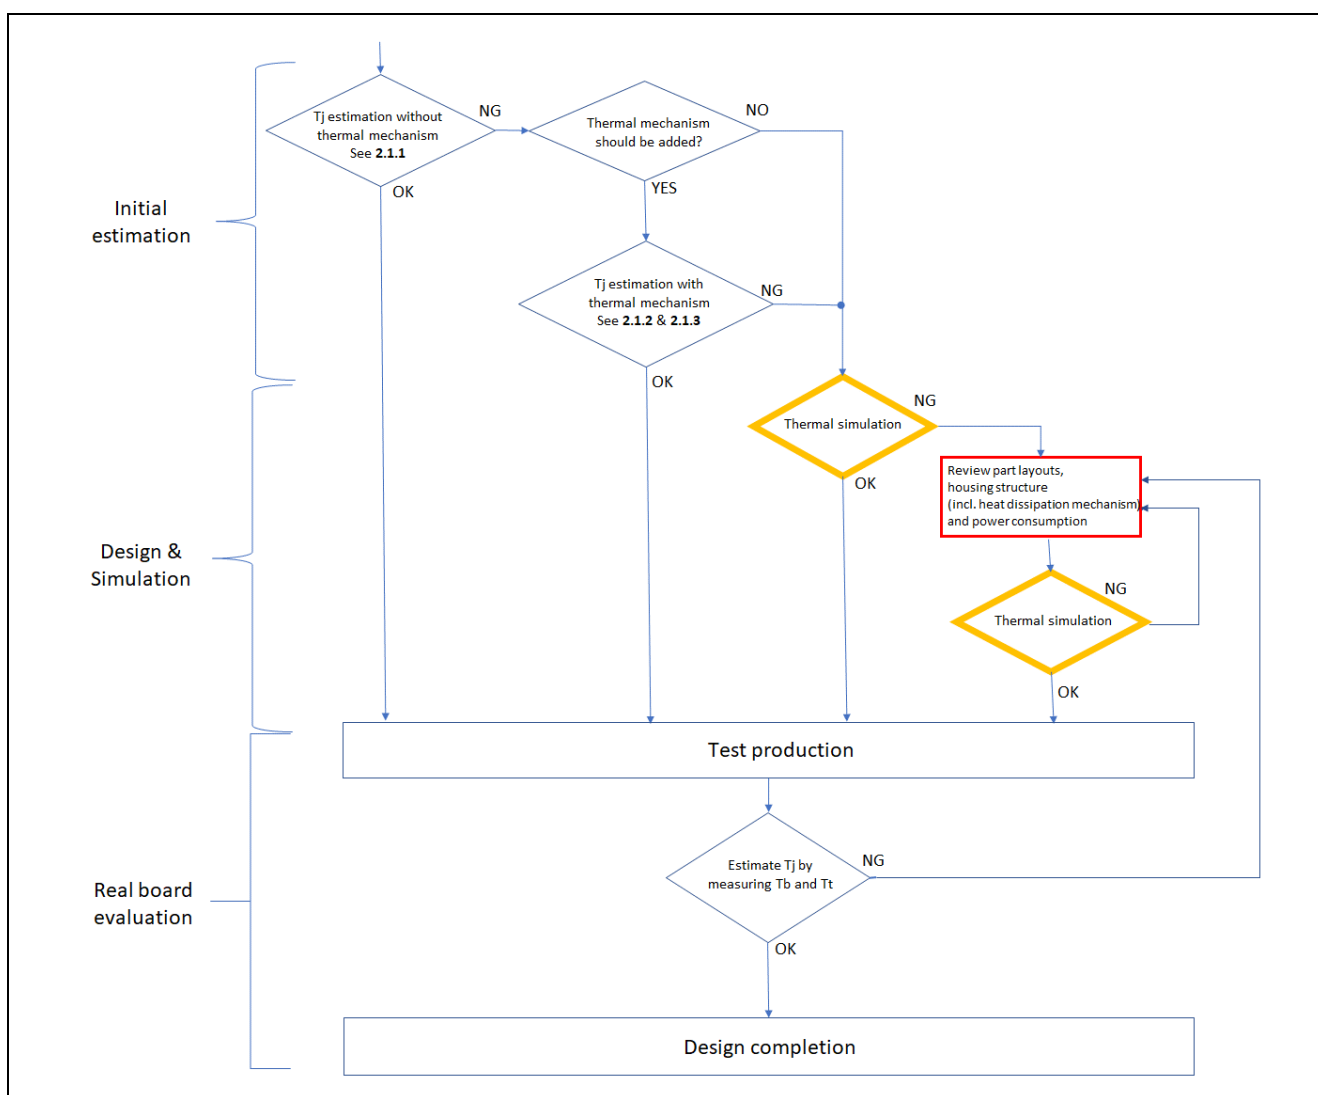 Tj estimation without
thermal mechanism
See 2.1.1
NG
OK
Thermal mechanism
should be added?
NO
YES
Initial
estimation
Tj estimation with
thermal mechanism
See 2.1.2 & 2.1.3
NG
OK
Thermal simulation
NG
OK
Review part layouts,
housing structure
(incl. heat dissipation mechanism)
and power consumption
Design &
Simulation
Thermal simulation
NG
OK
Test production
Real board
evaluation
Estimate Tj by
measuring Tb and Tt
NG
OK
Design completion